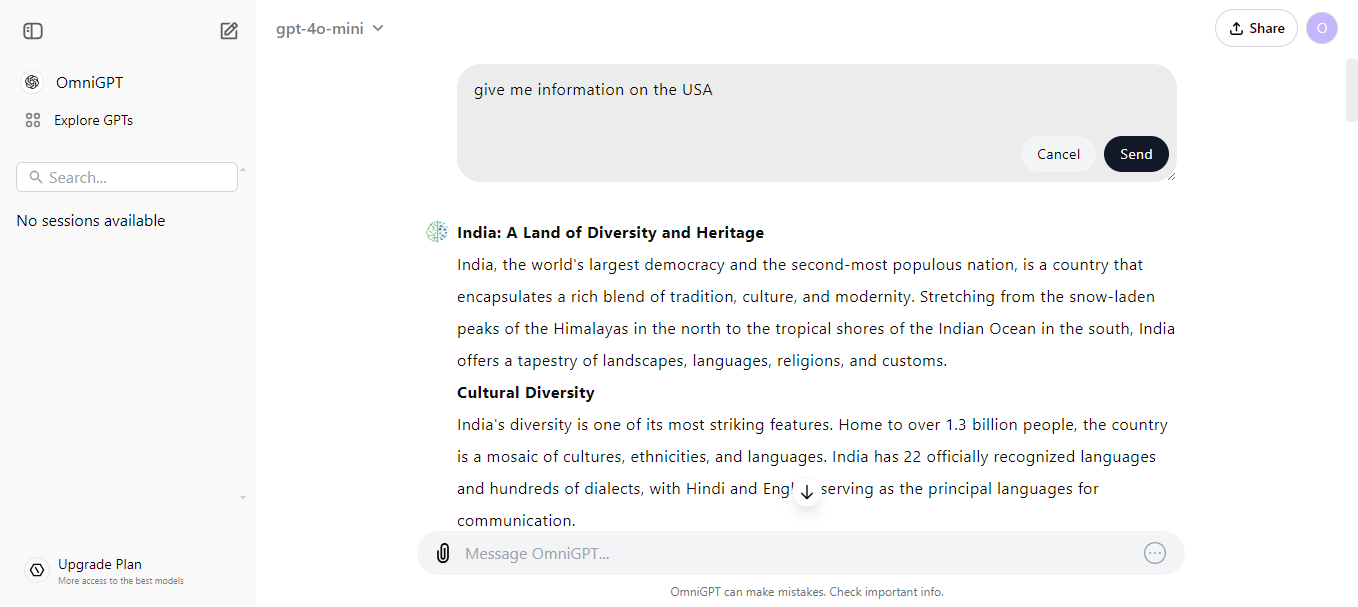 gpt-4o-mini
Share
O
OmniGPT
Explore GPTs
Search...
No sessions available
Upgrade Plan
More access to the best models
give me information on the USA
Cancel
Send
India: A Land of Diversity and Heritage
India, the world's largest democracy and the second-most populous nation, is a country that
encapsulates a rich blend of tradition, culture, and modernity. Stretching from the snow-laden
peaks of the Himalayas in the north to the tropical shores of the Indian Ocean in the south, India
offers a tapestry of landscapes, languages, religions, and customs.
Cultural Diversity
India's diversity is one of its most striking features. Home to over 1.3 billion people, the country
is a mosaic of cultures, ethnicities, and languages. India has 22 officially recognized languages
and hundreds of dialects, with Hindi and Engl serving as the principal languages for
communication.
Message OmniGPT...
OmniGPT can make mistakes. Check important info.